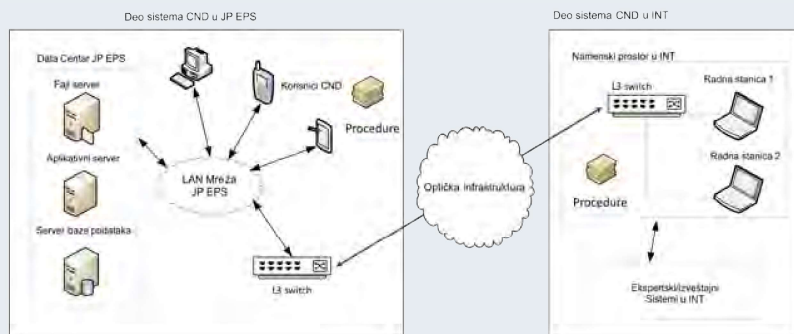 Deo sistema CND u JP EPS
Data Centar JP EPS
Fajl server
Aplikativni server
Server baze podataka
Korisnici CND
Procedure
LAN Mreža
JP EPS
L3 switch
Optička infrastruktura
Deo sistema CND u INT
Namenski prostor u INT
L3 switch
Radna stanica 1
Radna stanica 2
Procedure
Ekspertski/izveštajni
Sistemi u INT